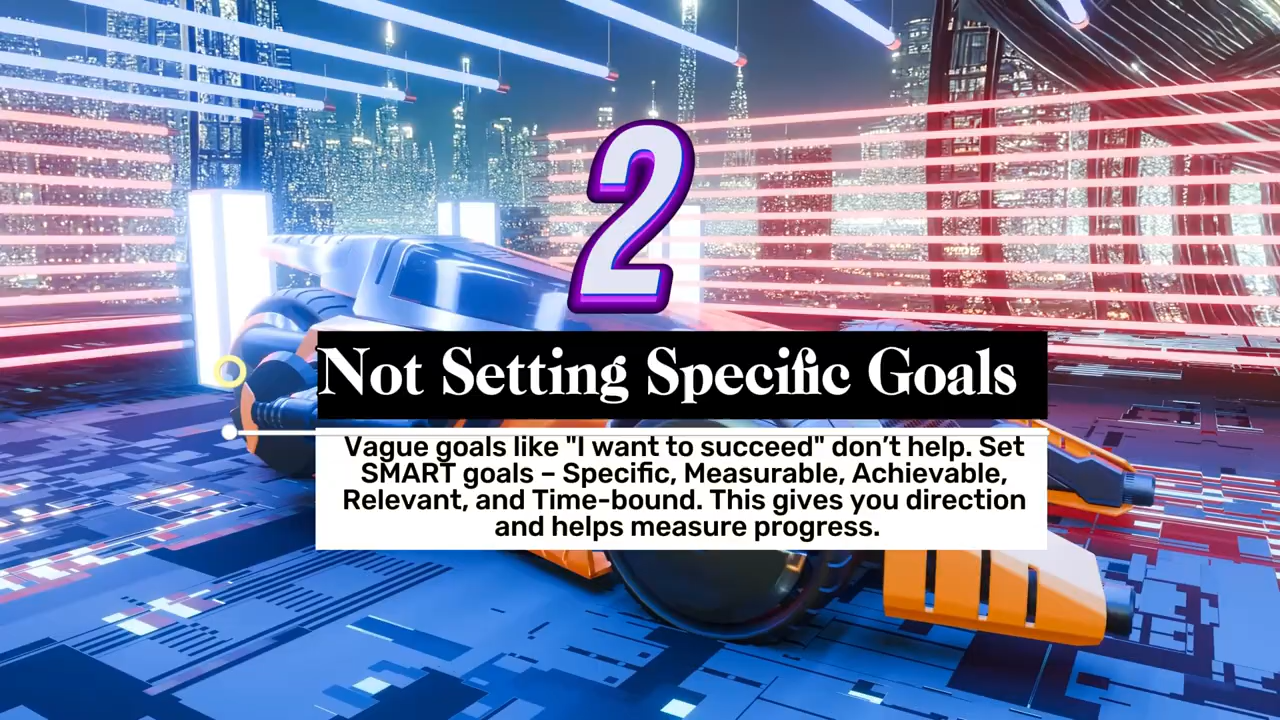 2
Not Setting Specific Goals
Vague goals like "I want to succeed" don’t help. Set
SMART goals – Specific, Measurable, Achievable,
Relevant, and Time-bound. This gives you direction
and helps measure progress.